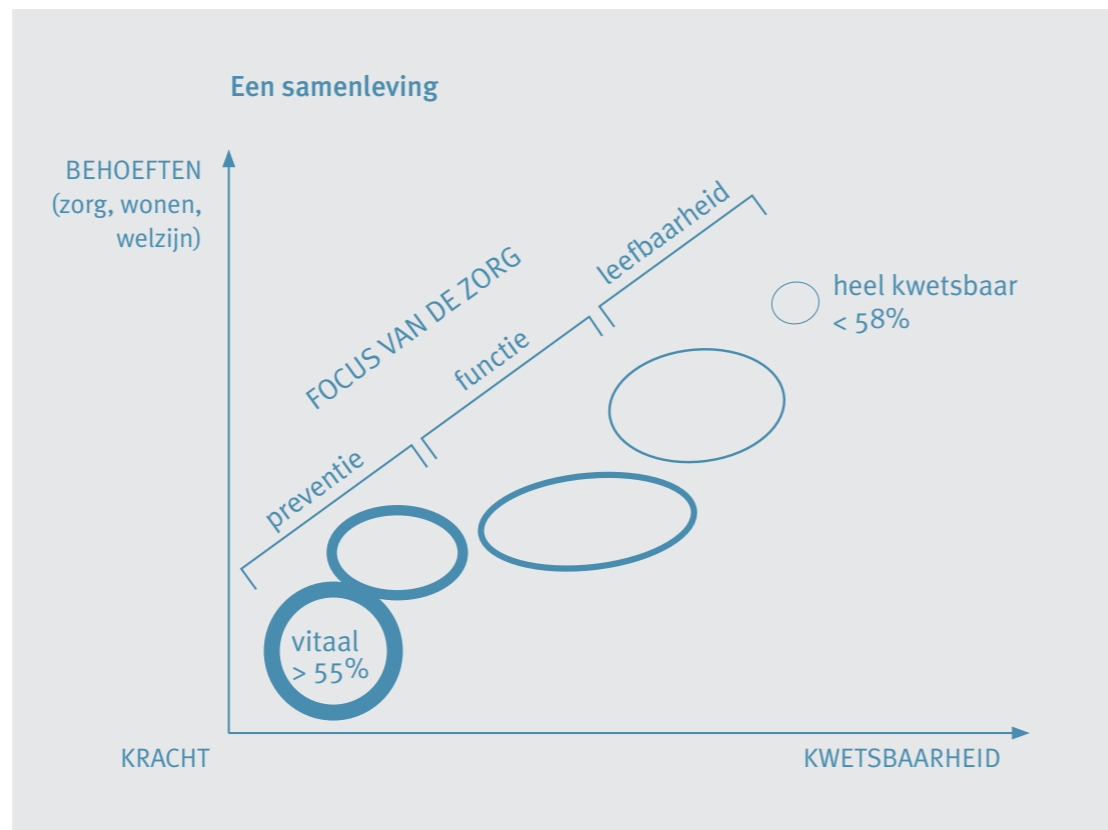 Een samenleving
BEHOEFTEN
(zorg, wonen,
welzijn)
FOCUS VAN DE ZORG
preventie
functie
leefbaarheid
heel kwetsbaar
< 58%
vitaal
> 55%
KRACHT
KWETSBAARHEID